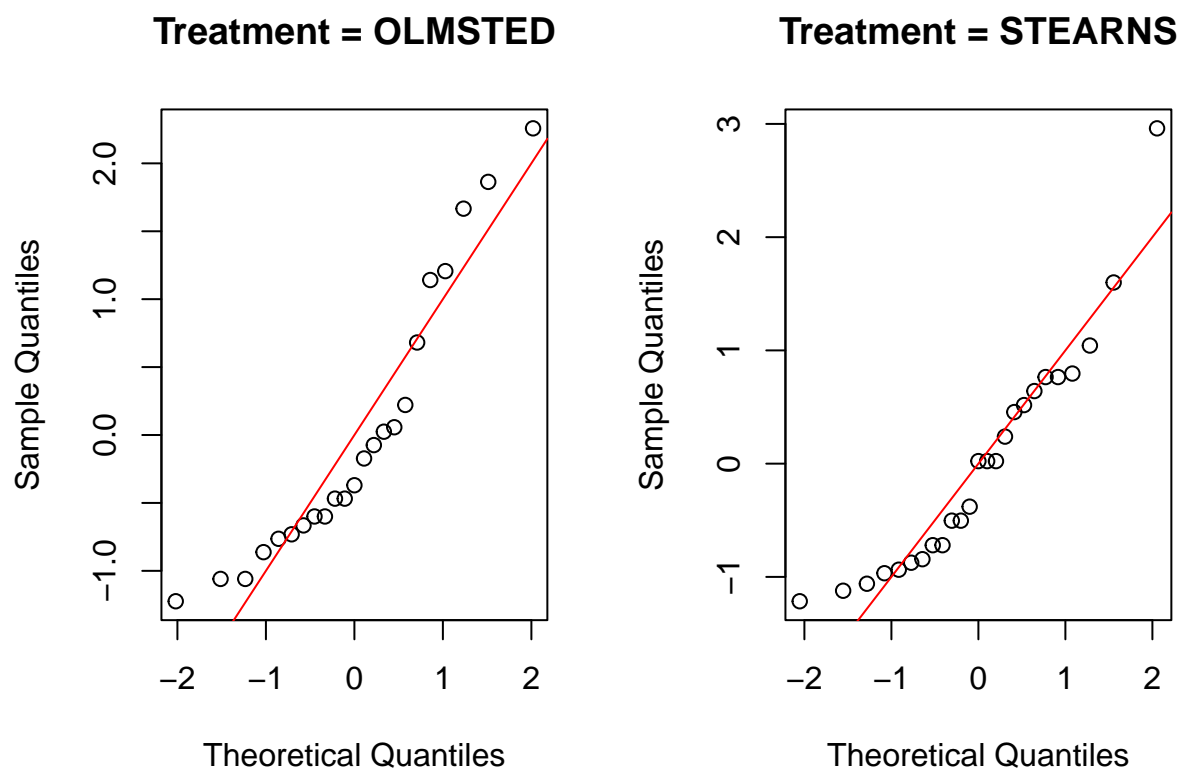 Treatment = OLMSTED
Sample Quantiles
2.0
1.0
0.0
−1.0
−2 −1 0 1 2
Theoretical Quantiles
Treatment = STEARNS
Sample Quantiles
3
2
1
0
−1
−2 −1 0 1 2
Theoretical Quantiles